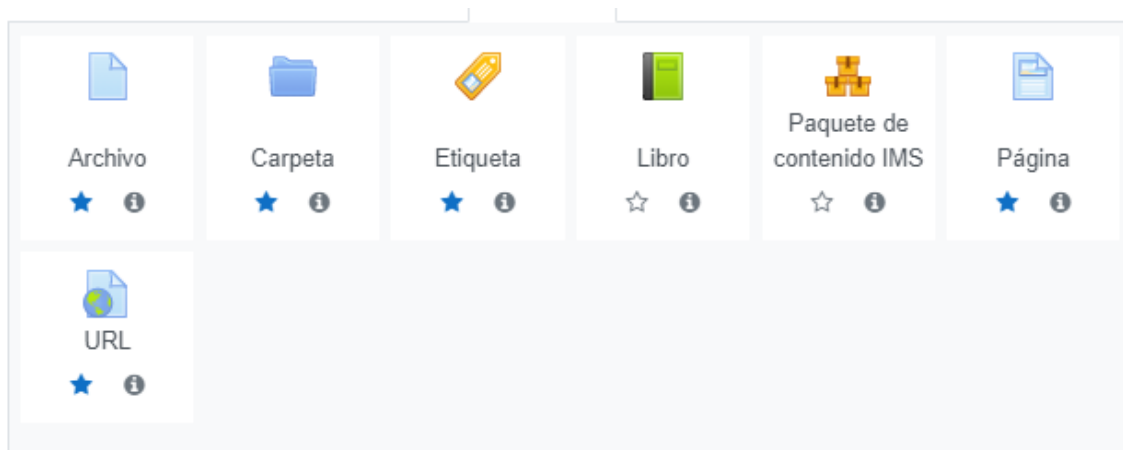 Archivo
Carpeta
Etiqueta
Libro
Paquete de
contenido IMS
Página
URL